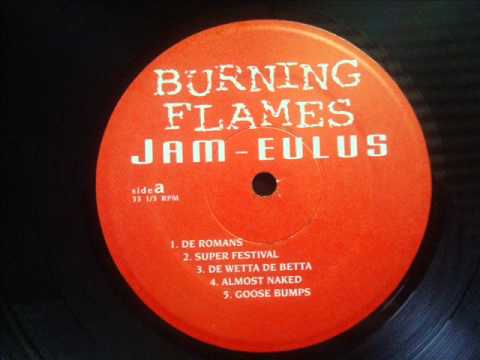 BURNING
FLAMES
JAM-EULUS
side a
33 1/3 RPM
1. DE ROMANS
2. SUPER FESTIVAL
3. DE WETTA DE BETTA
4. ALMOST NAKED
5. GOOSE BUMPS